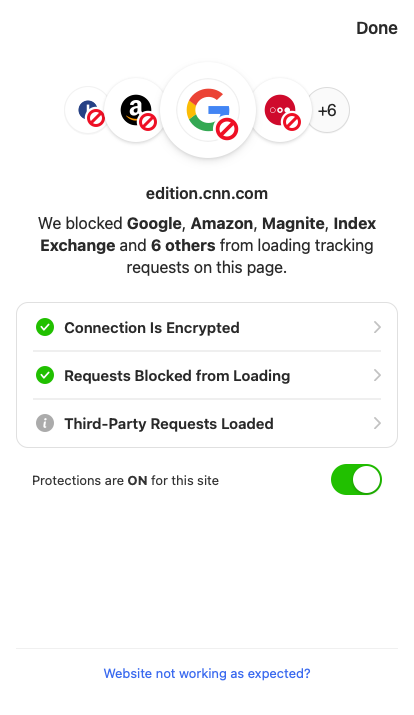 Done
+6
edition.cnn.com
We blocked Google, Amazon, Magnite, Index
Exchange and 6 others from loading tracking
requests on this page.
Connection Is Encrypted
Requests Blocked from Loading
Third-Party Requests Loaded
Protections are ON for this site
Website not working as expected?